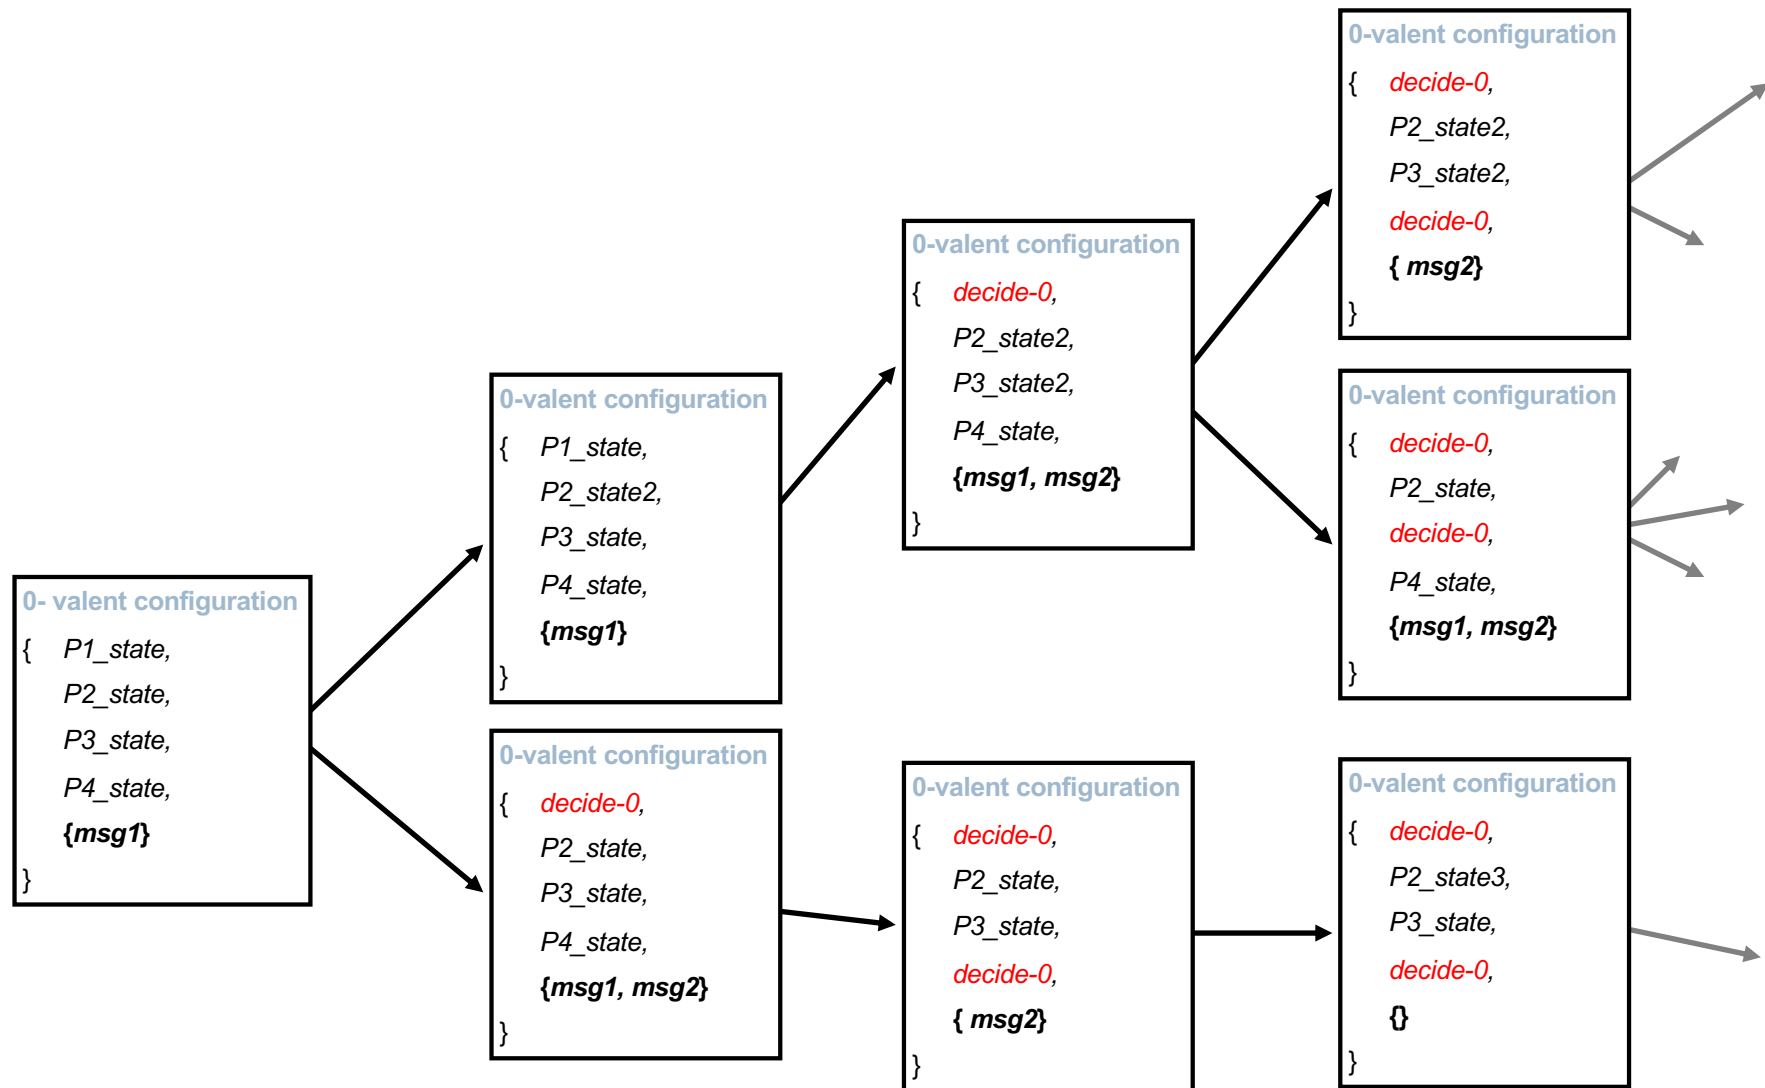 0- valent configuration
{ P1_state,
P2_state,
P3_state,
P4_state,
{msg1}
}
0-valent configuration
{ P1_state,
P2_state2,
P3_state,
P4_state,
{msg1}
}
0-valent configuration
{ decide-0,
P2_state,
P3_state,
P4_state,
{msg1, msg2}
}
0-valent configuration
{ decide-0,
P2_state2,
P3_state2,
P4_state,
{msg1, msg2}
}
0-valent configuration
{ decide-0,
P2_state,
P3_state,
decide-0,
{ msg2}
}
0-valent configuration
{ decide-0,
P2_state2,
P3_state2,
decide-0,
{ msg2}
}
0-valent configuration
{ decide-0,
P2_state,
decide-0,
P4_state,
{msg1, msg2}
}
0-valent configuration
{ decide-0,
P2_state3,
P3_state,
decide-0,
{}
}